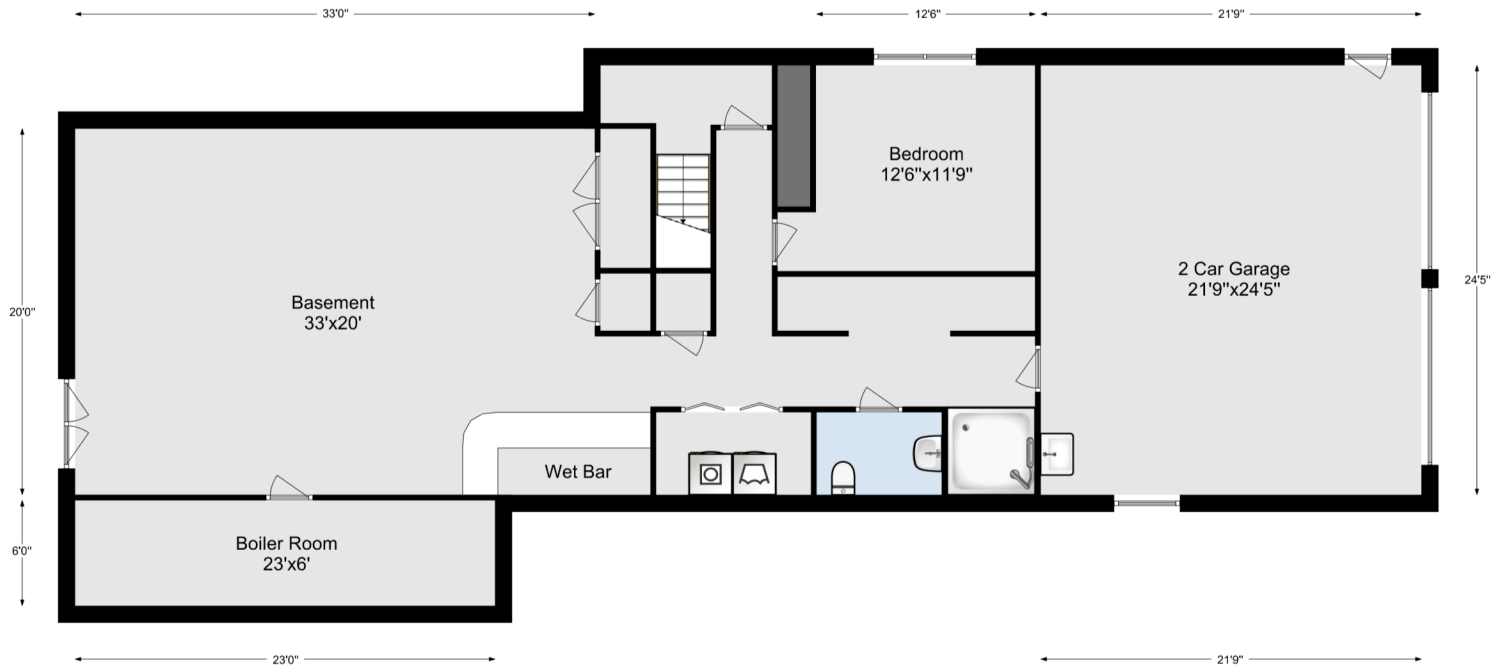 33'0"
12'6"
21'9"
Bedroom
12'6"x11'9"
2 Car Garage
21'9"x24'5"
24'5"
Basement
33'x20'
20'0"
Wet Bar
Boiler Room
23'x6'
6'0"
23'0"
21'9"